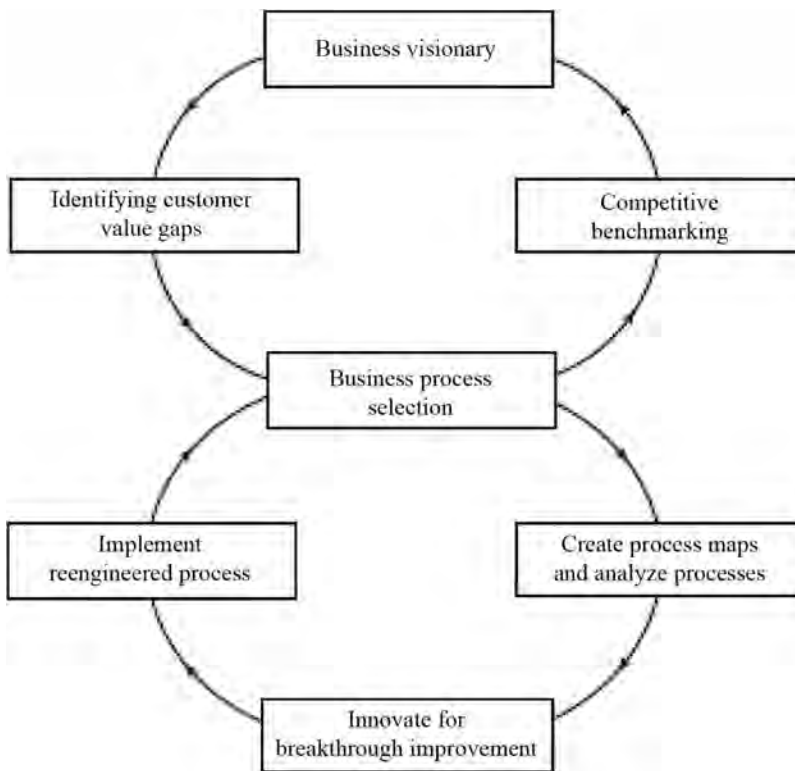 Business visionary
Identifying customer
value gaps
Competitive
benchmarking
Business process
selection
Implement
reengineered process
Create process maps
and analyze processes
Innovate for
breakthrough improvement